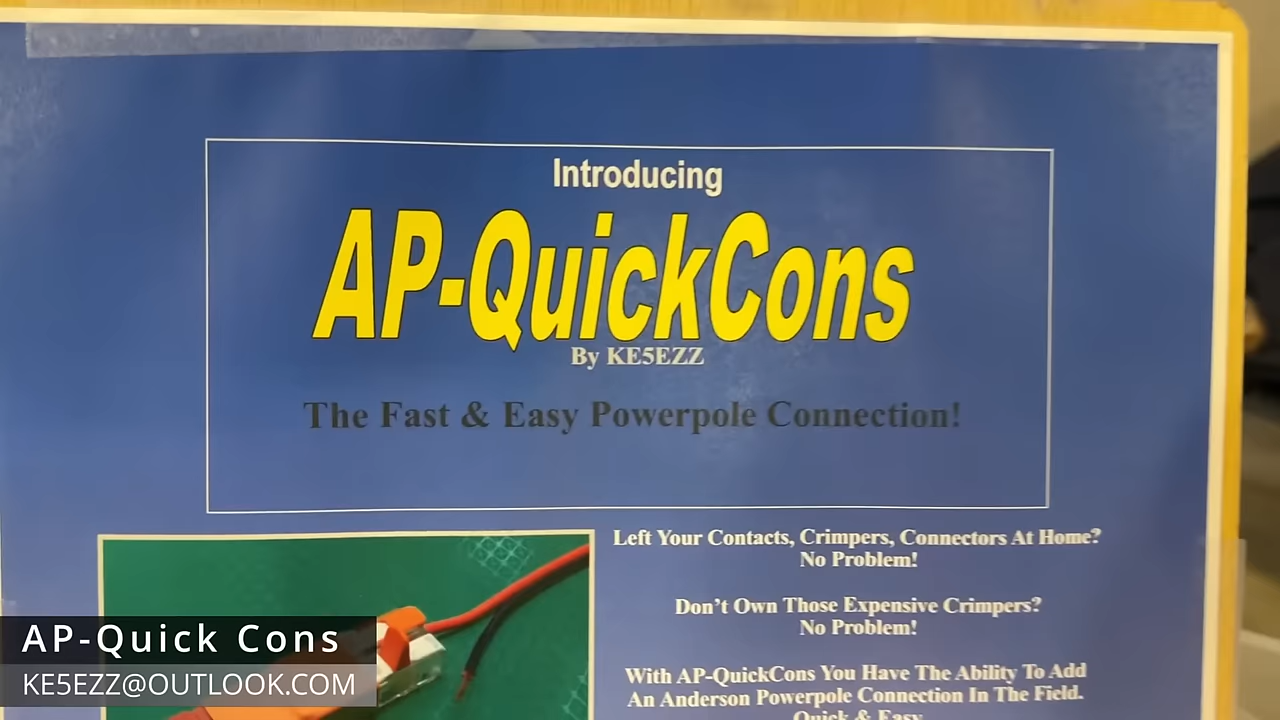 Introducing
AP-QuickCons
By KE5EZZ
The Fast & Easy Powerpole Connection!
Left Your Contacts, Crimpers, Connectors At Home?
No Problem!
Don't Own Those Expensive Crimpers?
No Problem!
With AP-QuickCons You Have The Ability To Add
An Anderson Powerpole Connection In The Field.
Quick & Easy
AP-Quick Cons
KE5EZZ@OUTLOOK.COM